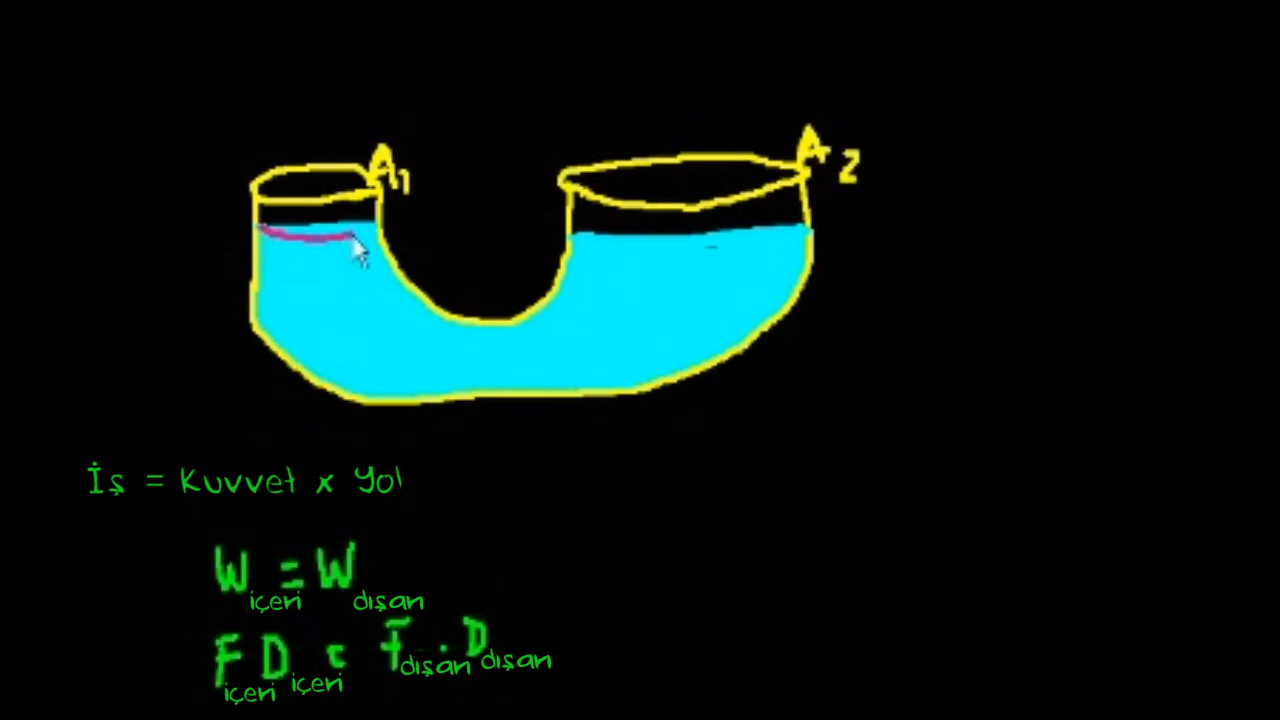 A1
A2
İş = Kuvvet x Yol
W içeri = W dışarı
F içeri D içeri = F dışarı . D dışarı